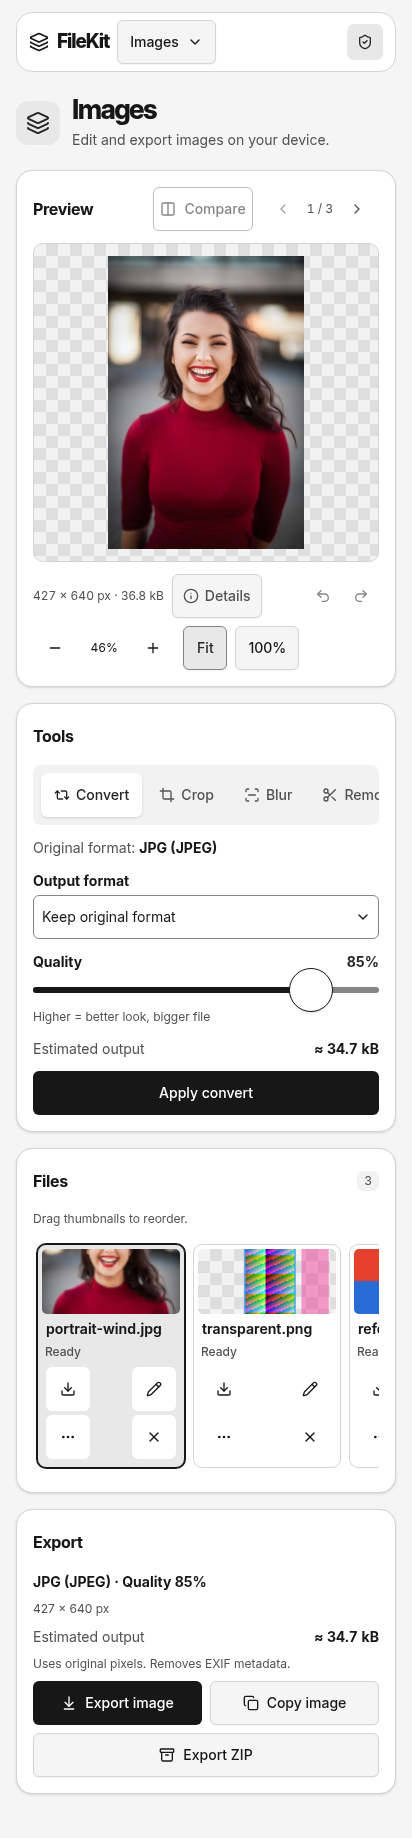 FileKit
Images
Images
Edit and export images on your device.
Preview
Compare
1 / 3
427 × 640 px · 36.8 kB
Details
46%
Fit
100%
Tools
Convert
Crop
Blur
Remo
Original format: JPG (JPEG)
Output format
Keep original format
Quality
85%
Higher = better look, bigger file
Estimated output
≈ 34.7 kB
Apply convert
Files
3
Drag thumbnails to reorder.
portrait-wind.jpg
transparent.png
refe
Ready
Ready
Rea
Export
JPG (JPEG) · Quality 85%
427 × 640 px
Estimated output
≈ 34.7 kB
Uses original pixels. Removes EXIF metadata.
Export image
Copy image
Export ZIP